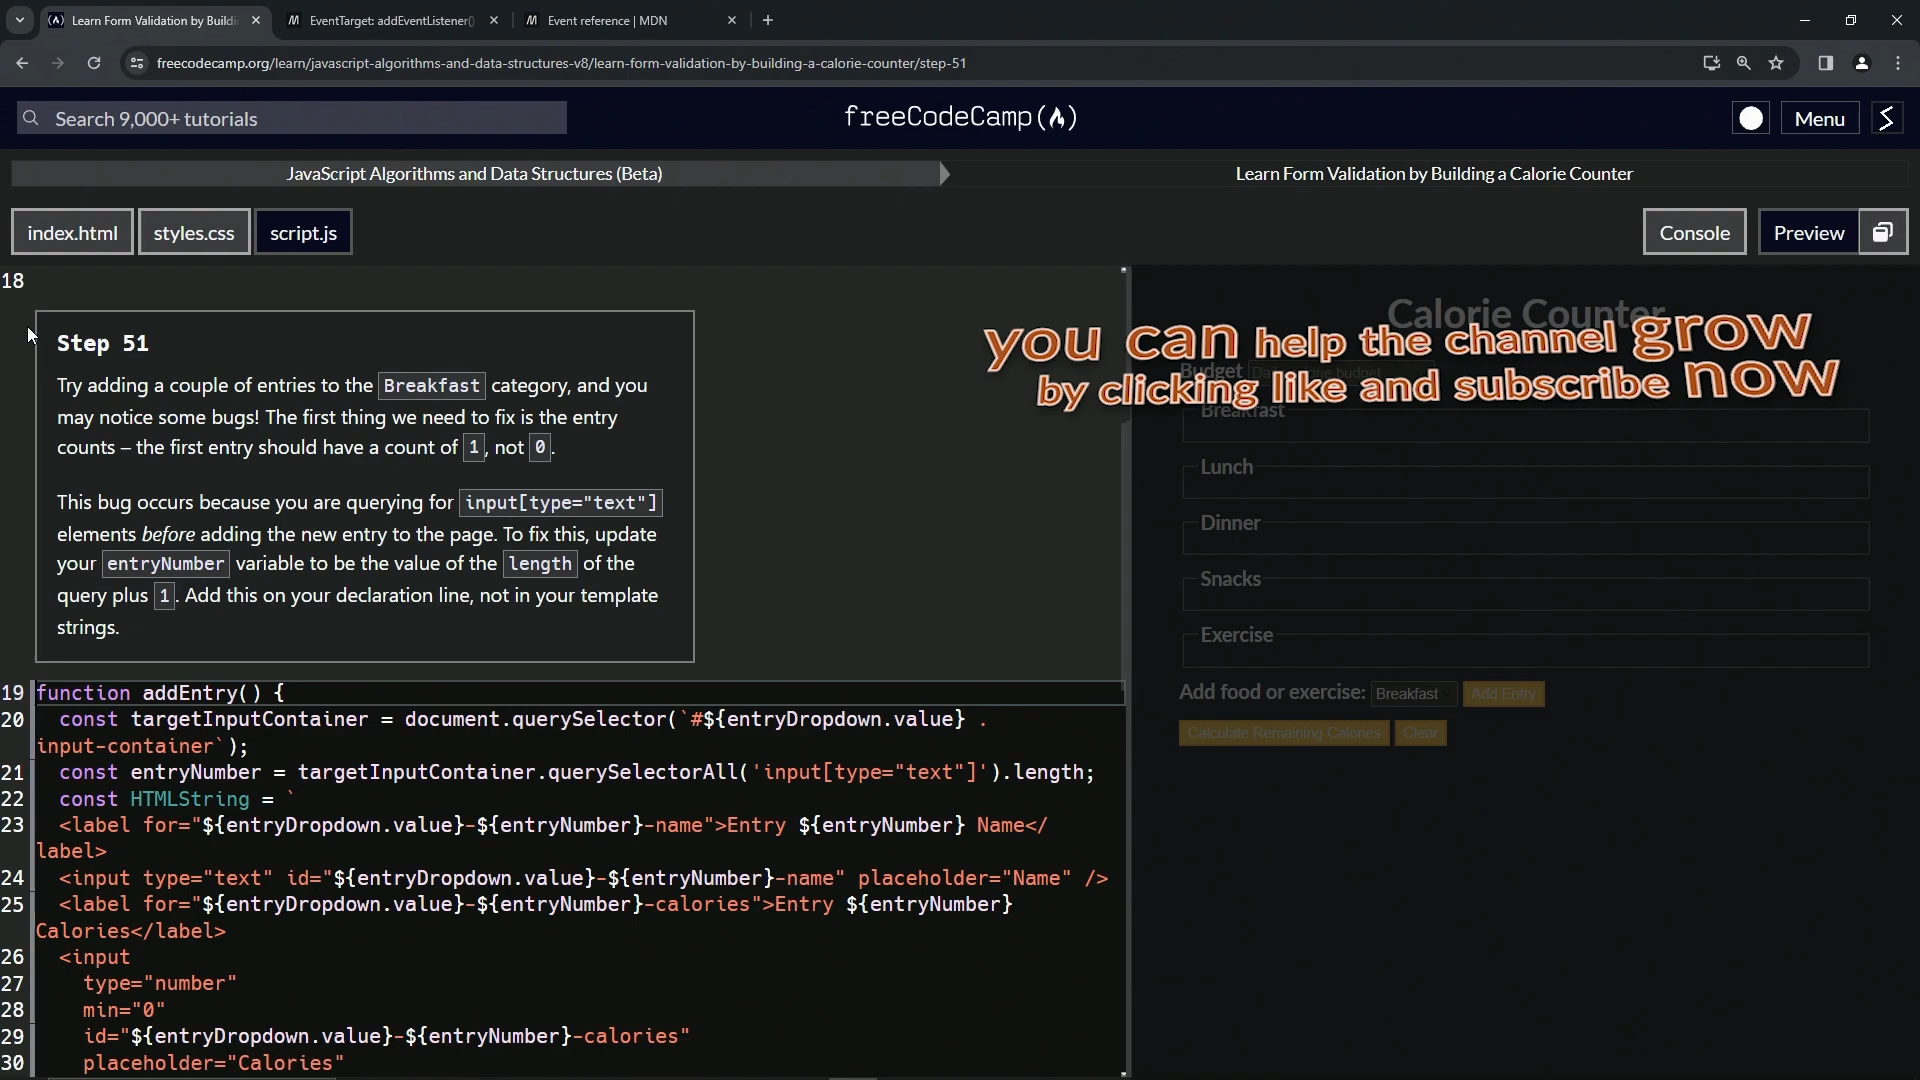 Learn Form Validation by Buildi
EventTarget: addEventListener()
Event reference | MDN
freecodecamp.org/learn/javascript-algorithms-and-data-structures-v8/learn-form-validation-by-building-a-calorie-counter/step-51
Search 9,000+ tutorials
freeCodeCamp
Menu
JavaScript Algorithms and Data Structures (Beta)
Learn Form Validation by Building a Calorie Counter
index.html
styles.css
script.js
Console
Preview
18
Step 51
Try adding a couple of entries to the Breakfast category, and you
may notice some bugs! The first thing we need to fix is the entry
counts – the first entry should have a count of 1, not 0.
This bug occurs because you are querying for input[type="text"]
elements before adding the new entry to the page. To fix this, update
your entryNumber variable to be the value of the length of the
query plus 1. Add this on your declaration line, not in your template
strings.
19 function addEntry() {
20 const targetInputContainer = document.querySelector(`#${entryDropdown.value} .
input-container`);
21 const entryNumber = targetInputContainer.querySelectorAll('input[type="text"]').length;
22 const HTMLString = `
23 <label for="${entryDropdown.value}-${entryNumber}-name">Entry ${entryNumber} Name</
label>
24 <input type="text" id="${entryDropdown.value}-${entryNumber}-name" placeholder="Name" />
25 <label for="${entryDropdown.value}-${entryNumber}-calories">Entry ${entryNumber}
Calories</label>
26 <input
27 type="number"
28 min="0"
29 id="${entryDropdown.value}-${entryNumber}-calories"
30 placeholder="Calories"
Calorie Counter
you can help the channel grow
by clicking like and subscribe now
Budget
Breakfast
Lunch
Dinner
Snacks
Exercise
Add food or exercise: Breakfast Add Entry
Calculate Remaining Calories Clear